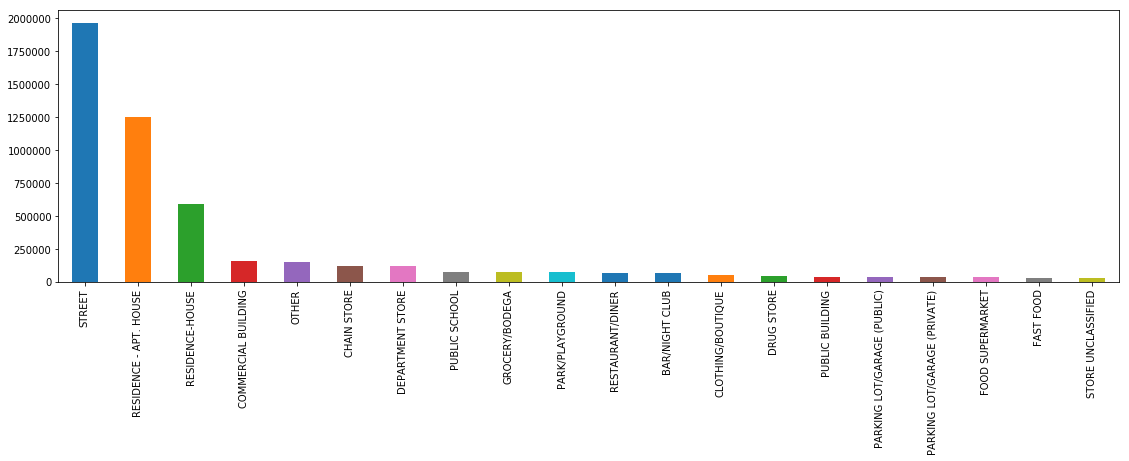 2000000
1750000
1500000
1250000
1000000
750000
500000
250000
0
STREET
RESIDENCE - APT. HOUSE
RESIDENCE-HOUSE
COMMERCIAL BUILDING
OTHER
CHAIN STORE
DEPARTMENT STORE
PUBLIC SCHOOL
GROCERY/BODEGA
PARK/PLAYGROUND
RESTAURANT/DINER
BAR/NIGHT CLUB
CLOTHING/BOUTIQUE
DRUG STORE
PUBLIC BUILDING
PARKING LOT/GARAGE (PUBLIC)
PARKING LOT/GARAGE (PRIVATE)
FOOD SUPERMARKET
FAST FOOD
STORE UNCLASSIFIED